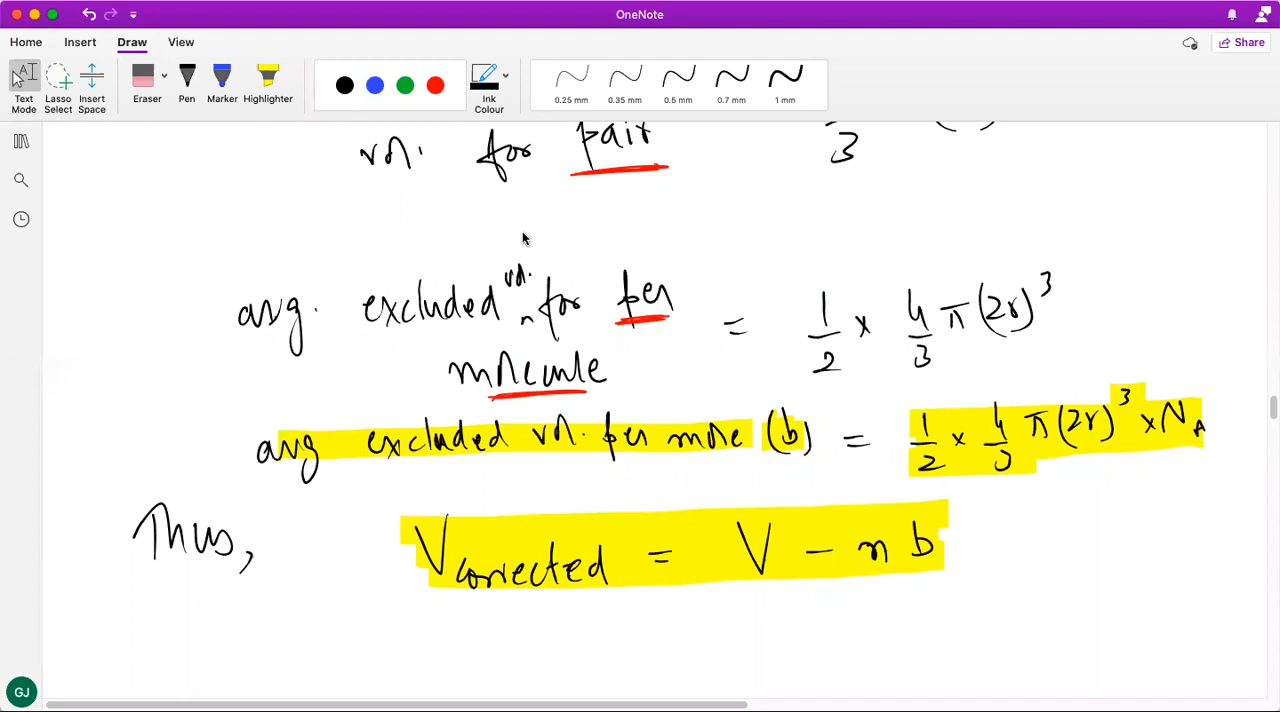 OneNote
Home Insert Draw View
Share
Text Mode
Lasso Select
Insert Space
Eraser
Pen
Marker
Highlighter
Ink Colour
0.25 mm 0.35 mm 0.5 mm 0.7 mm 1 mm
vol. for pair 3
avg. excluded vol. for per molecule = 1/2 × 4/3 π(2r)³
avg excluded vol. per mole (b) = 1/2 × 4/3 π(2r)³ × N_A
Thus, V_corrected = V − n b
GJ